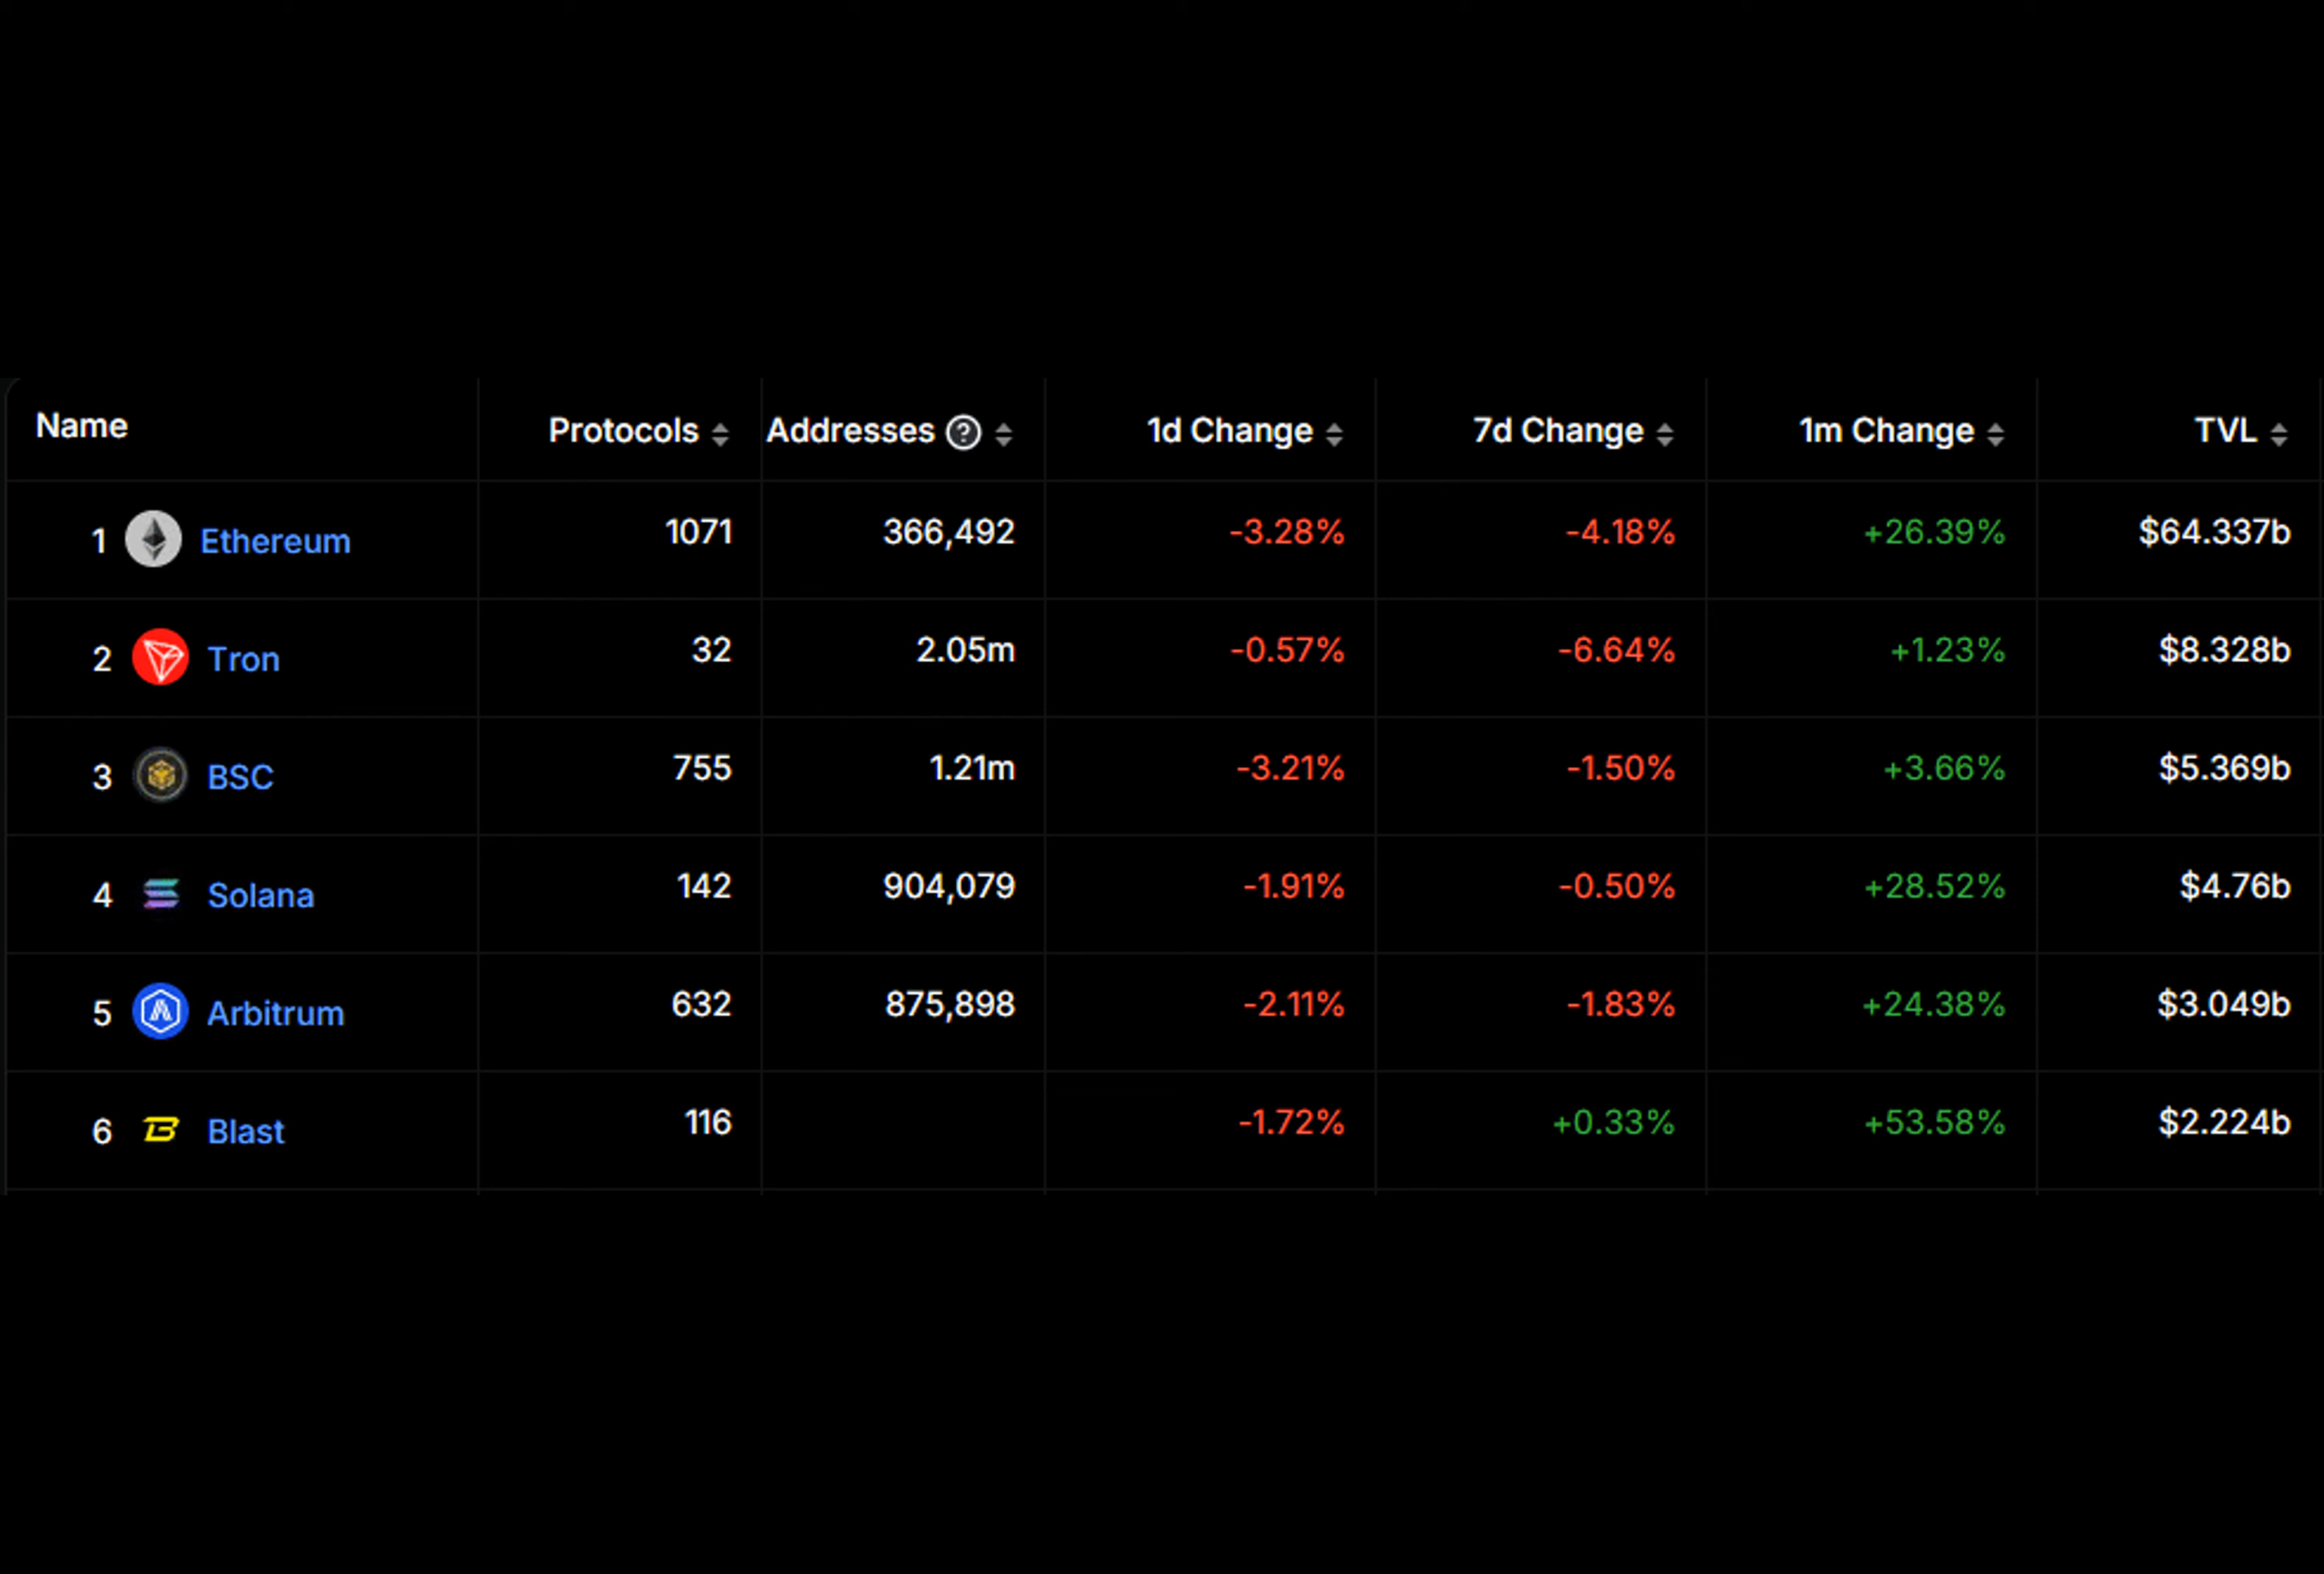 Name Protocols Addresses ? 1d Change 7d Change 1m Change TVL
1 Ethereum 1071 366,492 -3.28% -4.18% +26.39% $64.337b
2 Tron 32 2.05m -0.57% -6.64% +1.23% $8.328b
3 BSC 755 1.21m -3.21% -1.50% +3.66% $5.369b
4 Solana 142 904,079 -1.91% -0.50% +28.52% $4.76b
5 Arbitrum 632 875,898 -2.11% -1.83% +24.38% $3.049b
6 Blast 116 -1.72% +0.33% +53.58% $2.224b